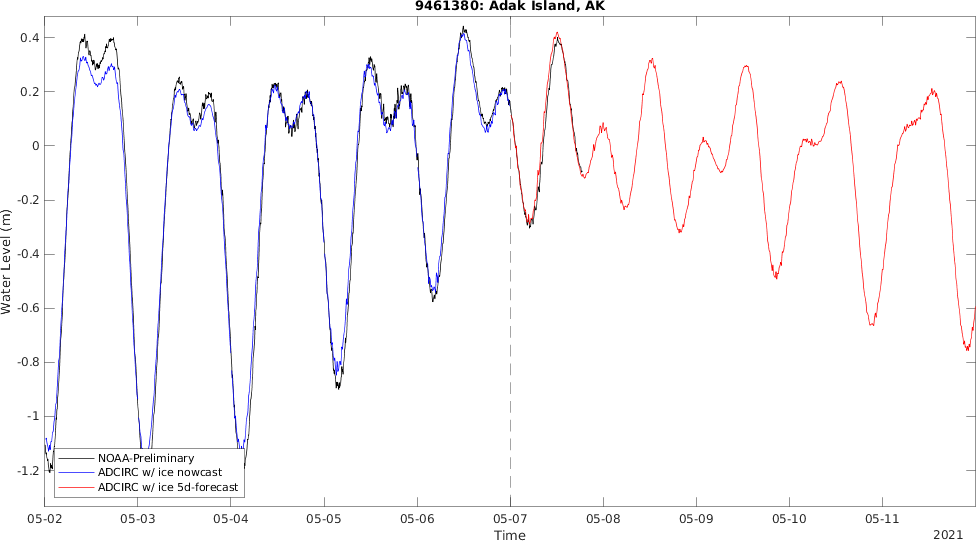 9461380: Adak Island, AK
Water Level (m)
0.4
0.2
0
-0.2
-0.4
-0.6
-0.8
-1
-1.2
NOAA-Preliminary
ADCIRC w/ ice nowcast
ADCIRC w/ ice 5d-forecast
05-02 05-03 05-04 05-05 05-06 05-07 05-08 05-09 05-10 05-11
Time
2021